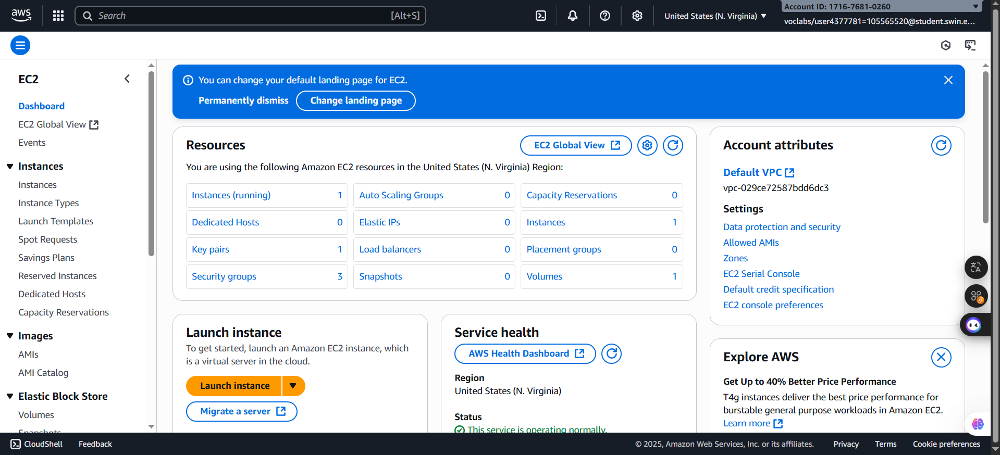 aws
Search [Alt+S]
United States (N. Virginia)
Account ID: 1716-7681-0260
voclabs/user4377781=105565520@student.swin.e...
EC2
Dashboard
EC2 Global View
Events
Instances
Instances
Instance Types
Launch Templates
Spot Requests
Savings Plans
Reserved Instances
Dedicated Hosts
Capacity Reservations
Images
AMIs
AMI Catalog
Elastic Block Store
Volumes
Snapshots
You can change your default landing page for EC2.
Permanently dismiss
Change landing page
Resources
EC2 Global View
You are using the following Amazon EC2 resources in the United States (N. Virginia) Region:
Instances (running) 1
Auto Scaling Groups 0
Capacity Reservations 0
Dedicated Hosts 0
Elastic IPs 0
Instances 1
Key pairs 1
Load balancers 0
Placement groups 0
Security groups 3
Snapshots 0
Volumes 1
Launch instance
To get started, launch an Amazon EC2 instance, which
is a virtual server in the cloud.
Launch instance
Migrate a server
Service health
AWS Health Dashboard
Region
United States (N. Virginia)
Status
This service is operating normally.
Account attributes
Default VPC
vpc-029ce72587bdd6dc3
Settings
Data protection and security
Allowed AMIs
Zones
EC2 Serial Console
Default credit specification
EC2 console preferences
Explore AWS
Get Up to 40% Better Price Performance
T4g instances deliver the best price performance for
burstable general purpose workloads in Amazon EC2.
Learn more
CloudShell
Feedback
© 2025, Amazon Web Services, Inc. or its affiliates.
Privacy
Terms
Cookie preferences